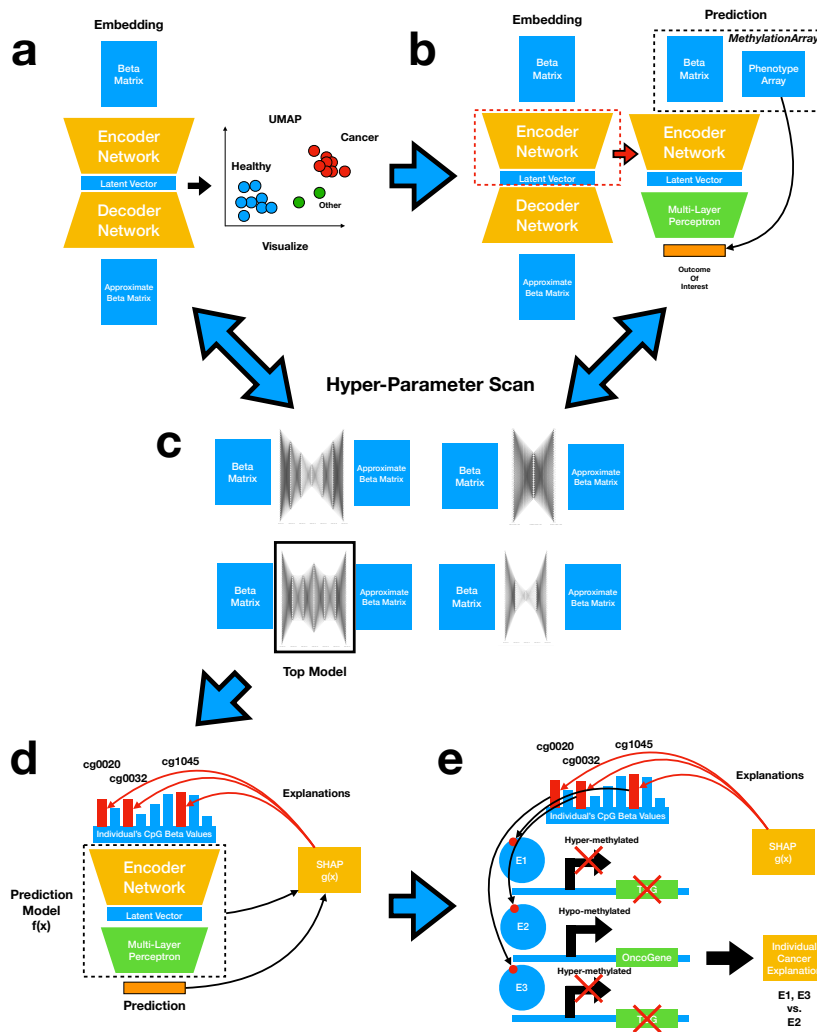 a
Embedding
Beta
Matrix
Encoder
Network
Latent Vector
Decoder
Network
Approximate
Beta Matrix
UMAP
Cancer
Healthy
Other
Visualize
b
Embedding
Beta
Matrix
Encoder
Network
Latent Vector
Decoder
Network
Approximate
Beta Matrix
Prediction
MethylationArray
Beta
Matrix
Phenotype
Array
Encoder
Network
Latent Vector
Multi-Layer
Perceptron
Outcome
Of
Interest
Hyper-Parameter Scan
c
Beta
Matrix
Approximate
Beta Matrix
Beta
Matrix
Approximate
Beta Matrix
Beta
Matrix
Approximate
Beta Matrix
Beta
Matrix
Approximate
Beta Matrix
Top Model
d
cg0020
cg0032
cg1045
Explanations
Individual's CpG Beta Values
Encoder
Network
Latent Vector
Multi-Layer
Perceptron
Prediction
Model
f(x)
Prediction
SHAP
g(x)
e
cg0020
cg0032
cg1045
Explanations
Individual's CpG Beta Values
SHAP
g(x)
E1
Hyper-methylated
E2
Hypo-methylated
OncoGene
E3
Hyper-methylated
Individual
Cancer
Explanation
E1, E3
vs.
E2